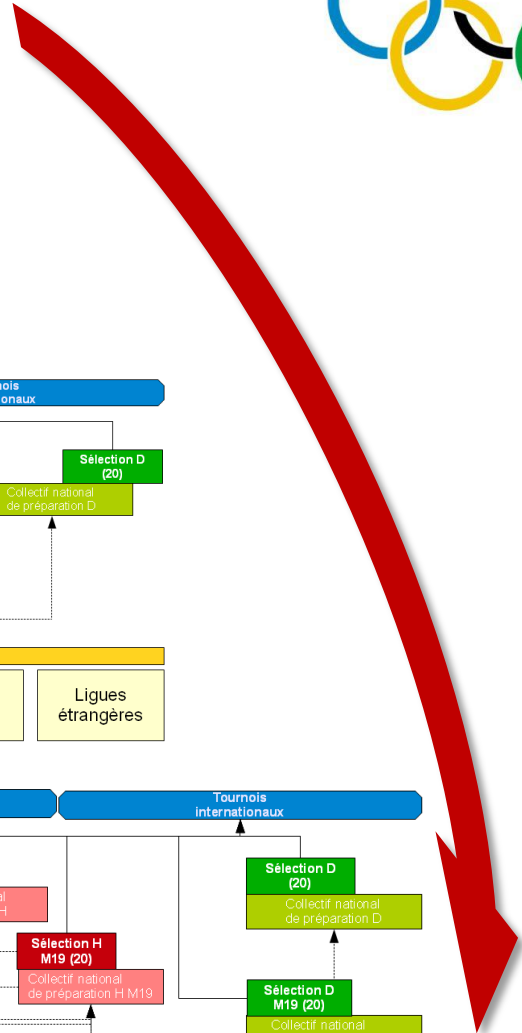 onaux
Sélection D
(20)
Collectif national
de préparation D
Ligues
étrangères
Tournois
internationaux
Sélection D
(20)
Collectif national
de préparation D
H
Sélection H
M19 (20)
Collectif national
de préparation H M19
Sélection D
M19 (20)
Collectif national